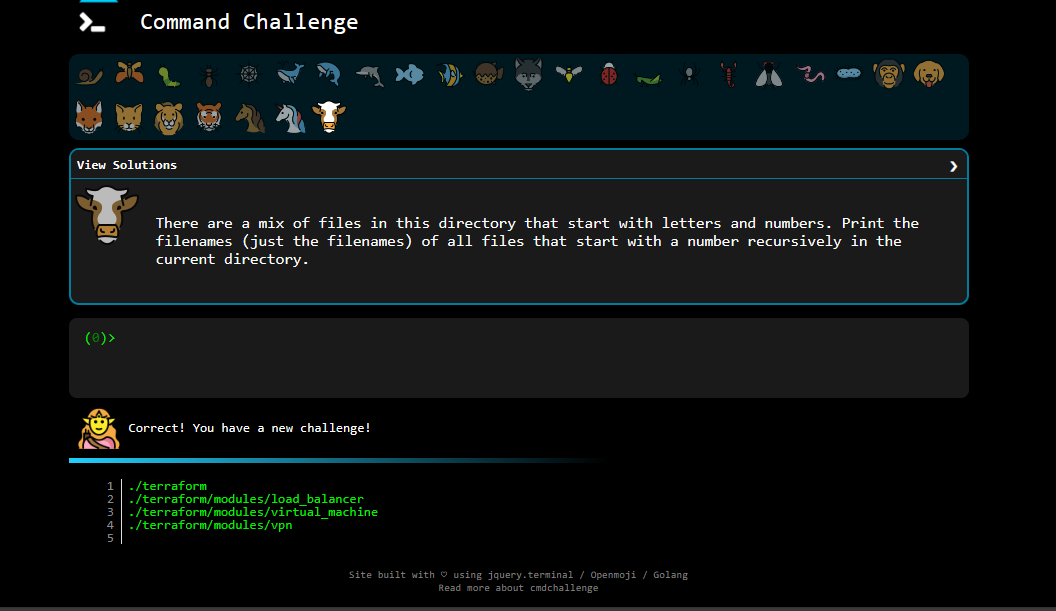 Command Challenge
View Solutions
There are a mix of files in this directory that start with letters and numbers. Print the
filenames (just the filenames) of all files that start with a number recursively in the
current directory.
(0)>
Correct! You have a new challenge!
1 ./terraform
2 ./terraform/modules/load_balancer
3 ./terraform/modules/virtual_machine
4 ./terraform/modules/vpn
5
Site built with ♡ using jquery.terminal / Openmoji / Golang
Read more about cmdchallenge